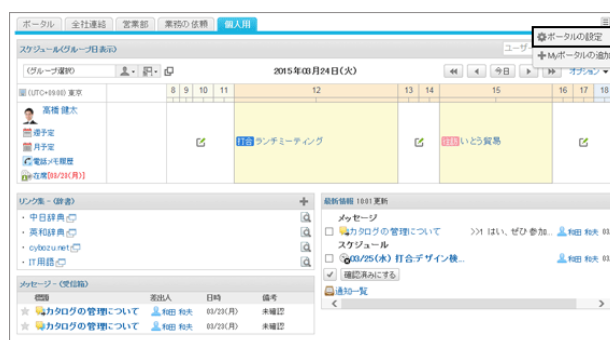 ポータル 全社連絡 営業部 業務の依頼 個人用
ポータルの設定
Myポータルの追加
スケジュール(グループ日表示)
ユーザー
(グループ選択) 2015年03月24日(火) 今日 オプション
(UTC+09:00) 東京 8 9 10 11 12 13 14 15 16 17 18
高橋 健太
週予定
月予定
電話メモ履歴
在席[03/23(月)]
打合 ランチミーティング
いとう貿易
リンク集 - (辞書)
・中日辞典
・英和辞典
・cybozu.net
・IT用語
最新情報 10:01 更新
メッセージ
カタログの管理について >>1 はい、ぜひ参加... 和田 和夫 03
スケジュール
03/25(水) 打合デザイン検... 和田 和夫 03
確認済みにする
通知一覧
メッセージ - (受信箱)
標題 差出人 日時 備考
カタログの管理について 和田 和夫 03/23(月) 未確認
カタログの管理について 和田 和夫 03/23(月) 未確認